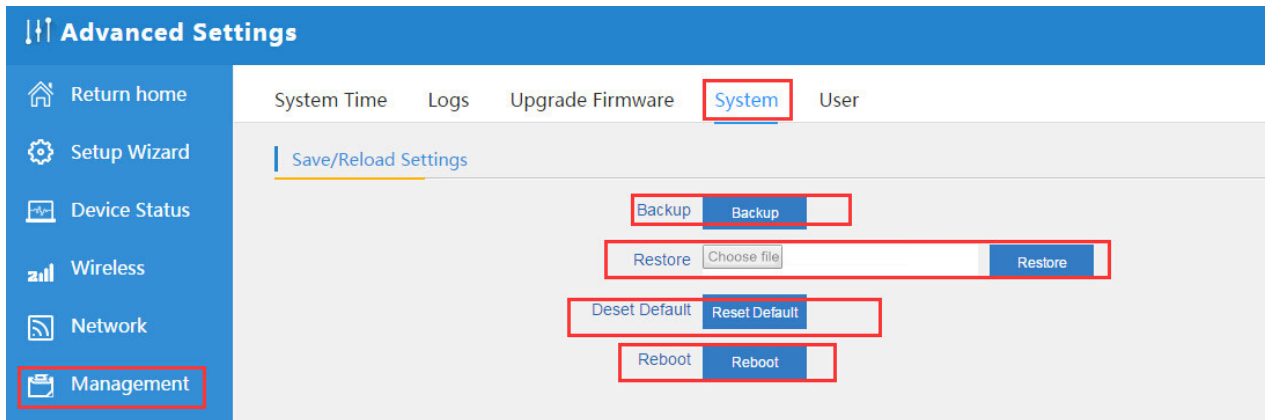 Advanced Settings
Return home
Setup Wizard
Device Status
Wireless
Network
Management
System Time Logs Upgrade Firmware System User
Save/Reload Settings
Backup Backup
Restore Choose file Restore
Deset Default Reset Default
Reboot Reboot